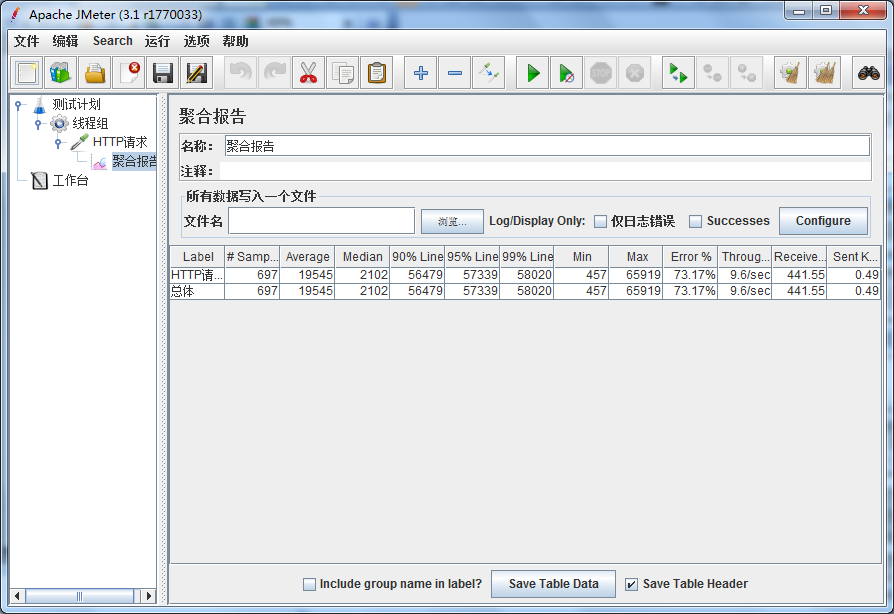 Apache JMeter (3.1 r1770033)
文件 编辑 Search 运行 选项 帮助
STOP
测试计划
线程组
HTTP请求
聚合报告
工作台
聚合报告
名称： 聚合报告
注释：
所有数据写入一个文件
文件名 浏览... Log/Display Only: 仅日志错误 Successes Configure
Label # Samp... Average Median 90% Line 95% Line 99% Line Min Max Error % Throug... Receive... Sent K...
HTTP请... 697 19545 2102 56479 57339 58020 457 65919 73.17% 9.6/sec 441.55 0.49
总体 697 19545 2102 56479 57339 58020 457 65919 73.17% 9.6/sec 441.55 0.49
Include group name in label? Save Table Data Save Table Header